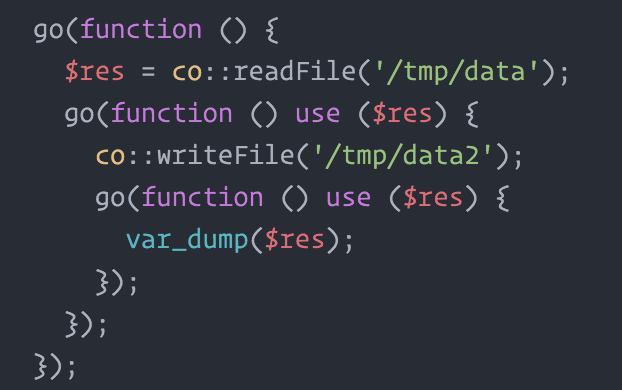 go(function () {
  $res = co::readFile('/tmp/data');
  go(function () use ($res) {
    co::writeFile('/tmp/data2');
    go(function () use ($res) {
      var_dump($res);
    });
  });
});